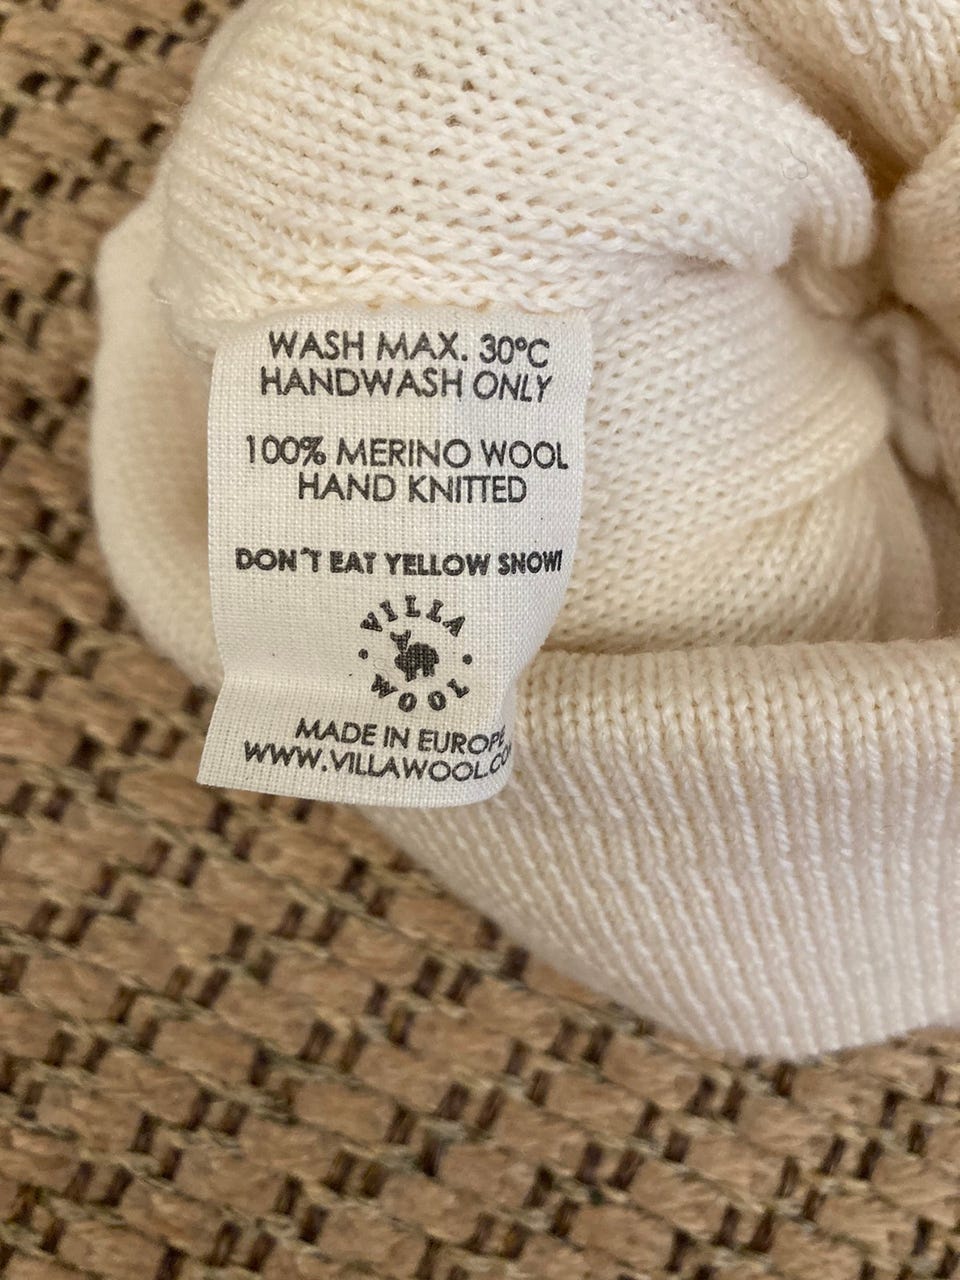 WASH MAX. 30°C
HANDWASH ONLY
100% MERINO WOOL
HAND KNITTED
DON'T EAT YELLOW SNOW!
VILLA
WOOL
MADE IN EUROPE
WWW.VILLAWOOL.CO